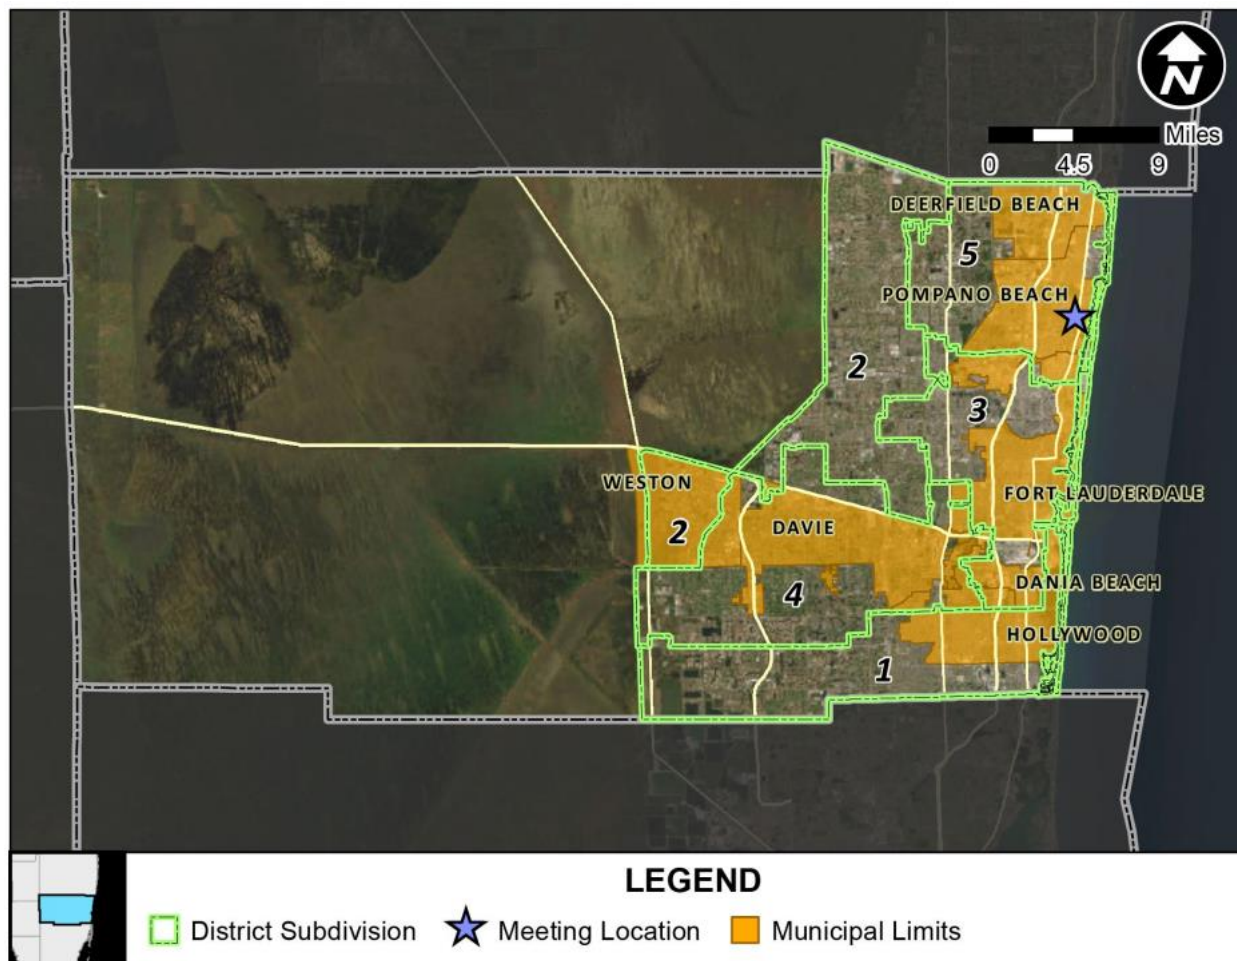 N
Miles
0 4.5 9
DEERFIELD BEACH
5
POMPANO BEACH
2
3
WESTON
FORT LAUDERDALE
2
DAVIE
DANIA BEACH
4
HOLLYWOOD
1
LEGEND
District Subdivision
Meeting Location
Municipal Limits